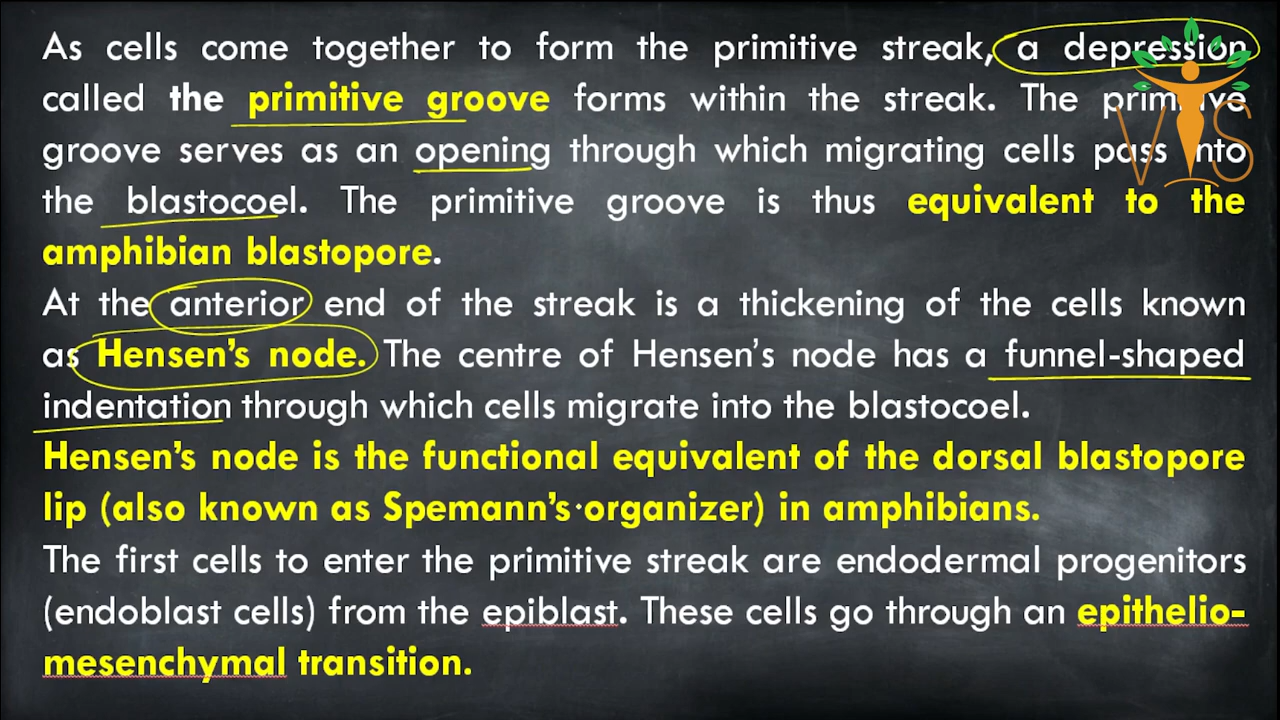 As cells come together to form the primitive streak, a depression
called the primitive groove forms within the streak. The primitive
groove serves as an opening through which migrating cells pass into
the blastocoel. The primitive groove is thus equivalent to the
amphibian blastopore.
At the anterior end of the streak is a thickening of the cells known
as Hensen's node. The centre of Hensen's node has a funnel-shaped
indentation through which cells migrate into the blastocoel.
Hensen's node is the functional equivalent of the dorsal blastopore
lip (also known as Spemann's organizer) in amphibians.
The first cells to enter the primitive streak are endodermal progenitors
(endoblast cells) from the epiblast. These cells go through an epithelio-
mesenchymal transition.
V S